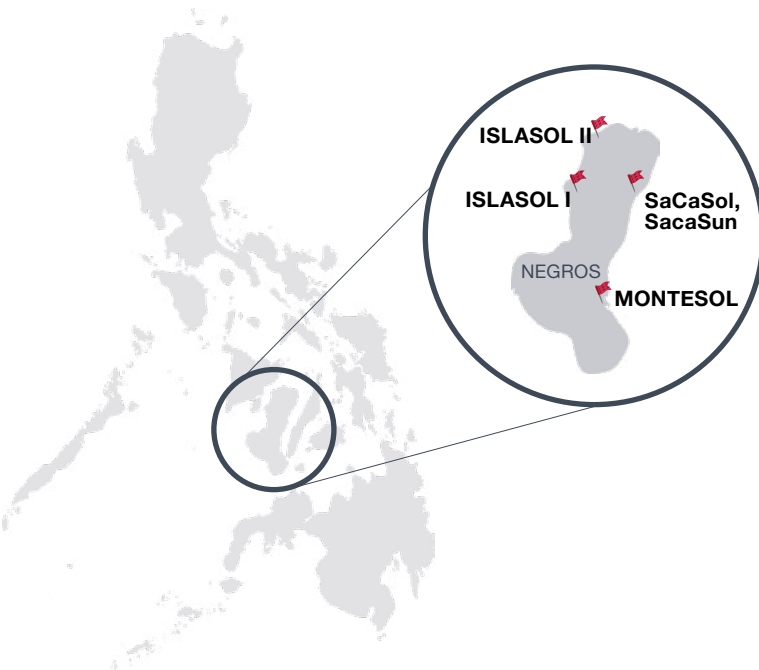 ISLASOL II
ISLASOL I
SaCaSol,
SacaSun
NEGROS
MONTESOL